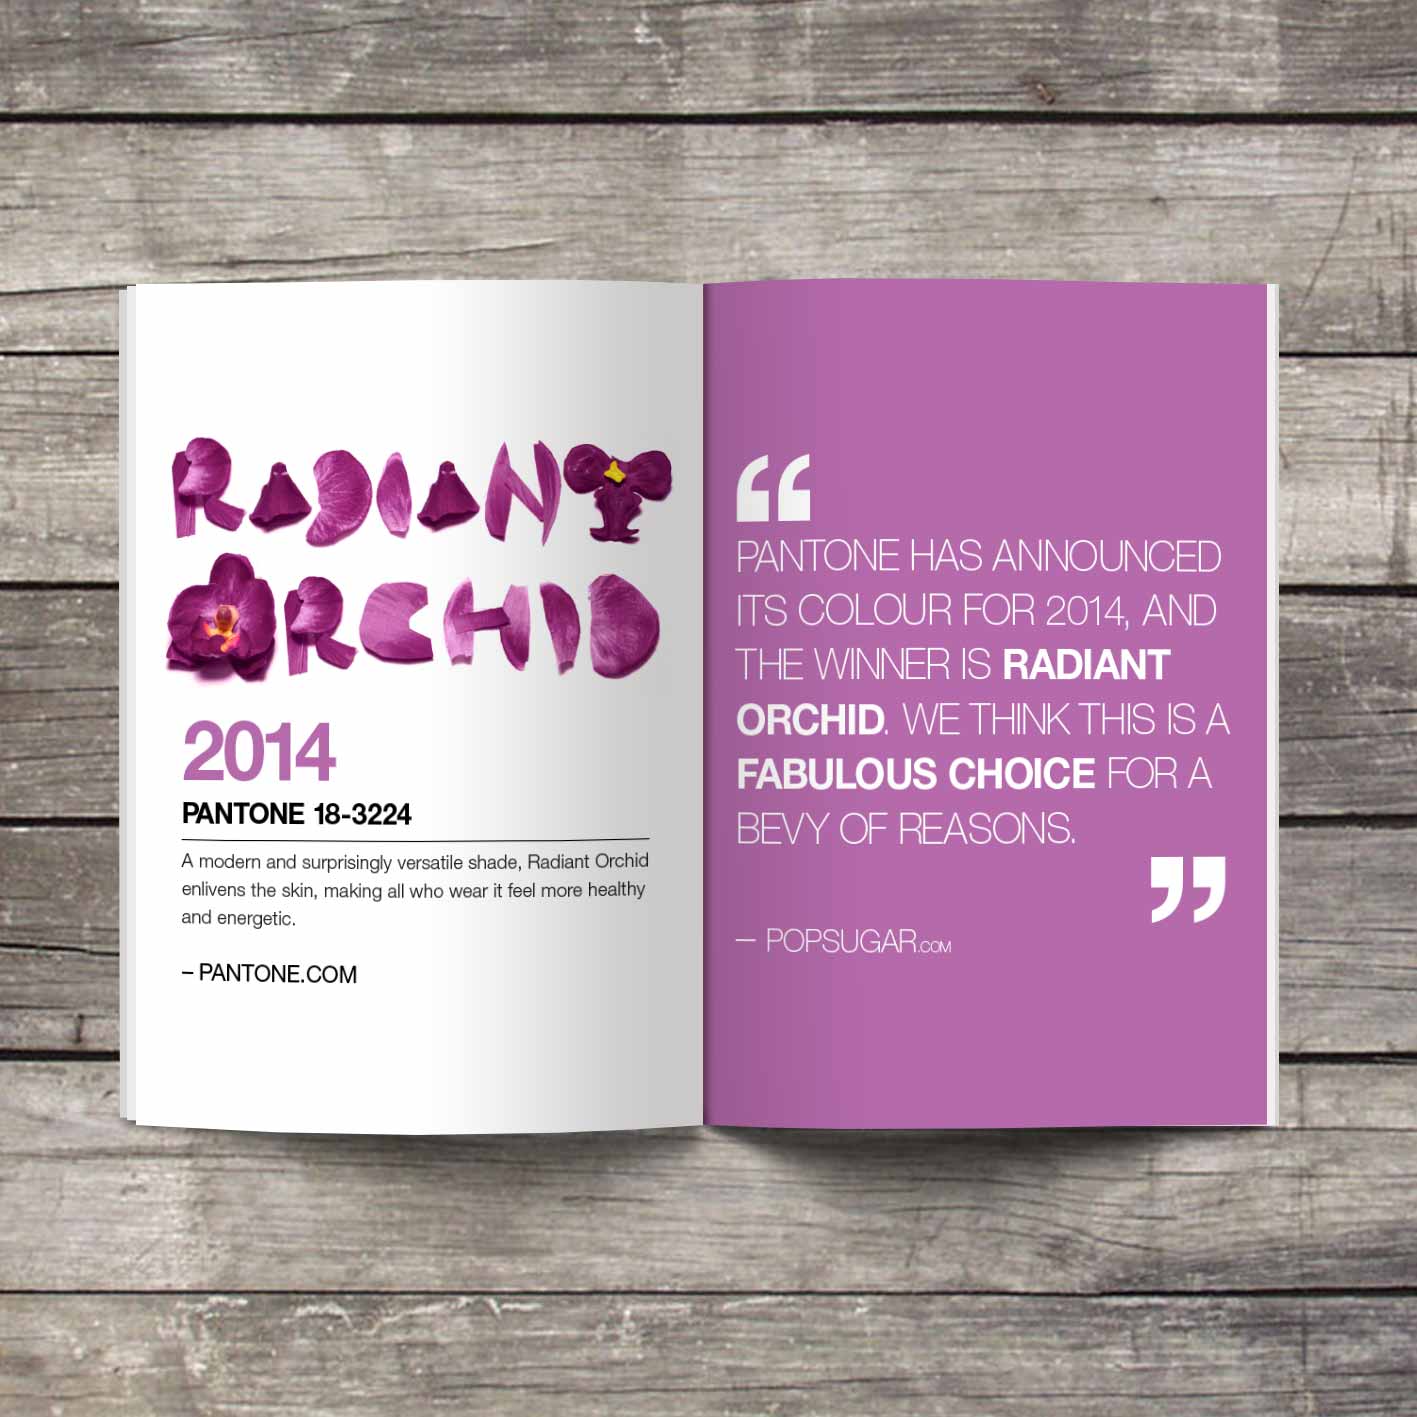 RADIANT
ORCHID
2014
PANTONE 18-3224
A modern and surprisingly versatile shade, Radiant Orchid
enlivens the skin, making all who wear it feel more healthy
and energetic.
– PANTONE.COM
“
PANTONE HAS ANNOUNCED
ITS COLOUR FOR 2014, AND
THE WINNER IS RADIANT
ORCHID. WE THINK THIS IS A
FABULOUS CHOICE FOR A
BEVY OF REASONS.
”
– POPSUGAR.COM